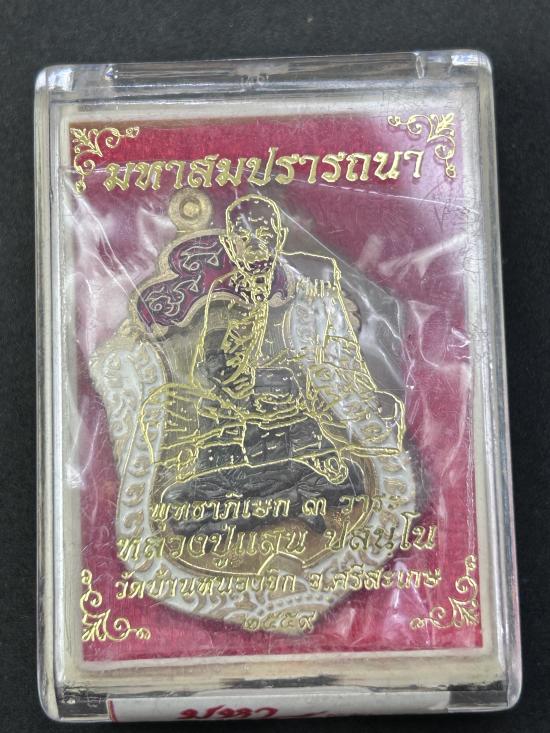 มหาสมปรารถนา
พุทธาภิเษก ๓ วาระ
หลวงปู่แสน ปสนฺโน
วัดบ้านหนองจิก จ.ศรีสะเกษ
๒๕๕๙
มหา